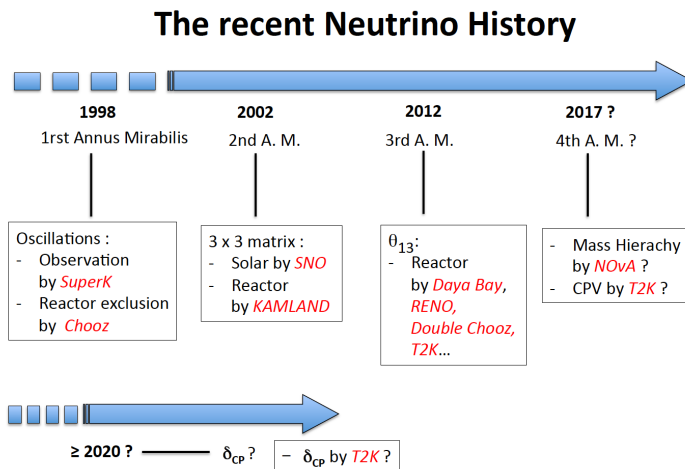 The recent Neutrino History
1998
1rst Annus Mirabilis
2002
2nd A. M.
2012
3rd A.M.
2017 ?
4th A. M. ?
Oscillations :
- Observation
by SuperK
- Reactor exclusion
by Chooz
3 x 3 matrix :
- Solar by SNO
- Reactor
by KAMLAND
θ13:
- Reactor
by Daya Bay,
RENO,
Double Chooz,
T2K...
- Mass Hierachy
by NOvA ?
- CPV by T2K ?
≥ 2020 ? δCP ? – δCP by T2K ?